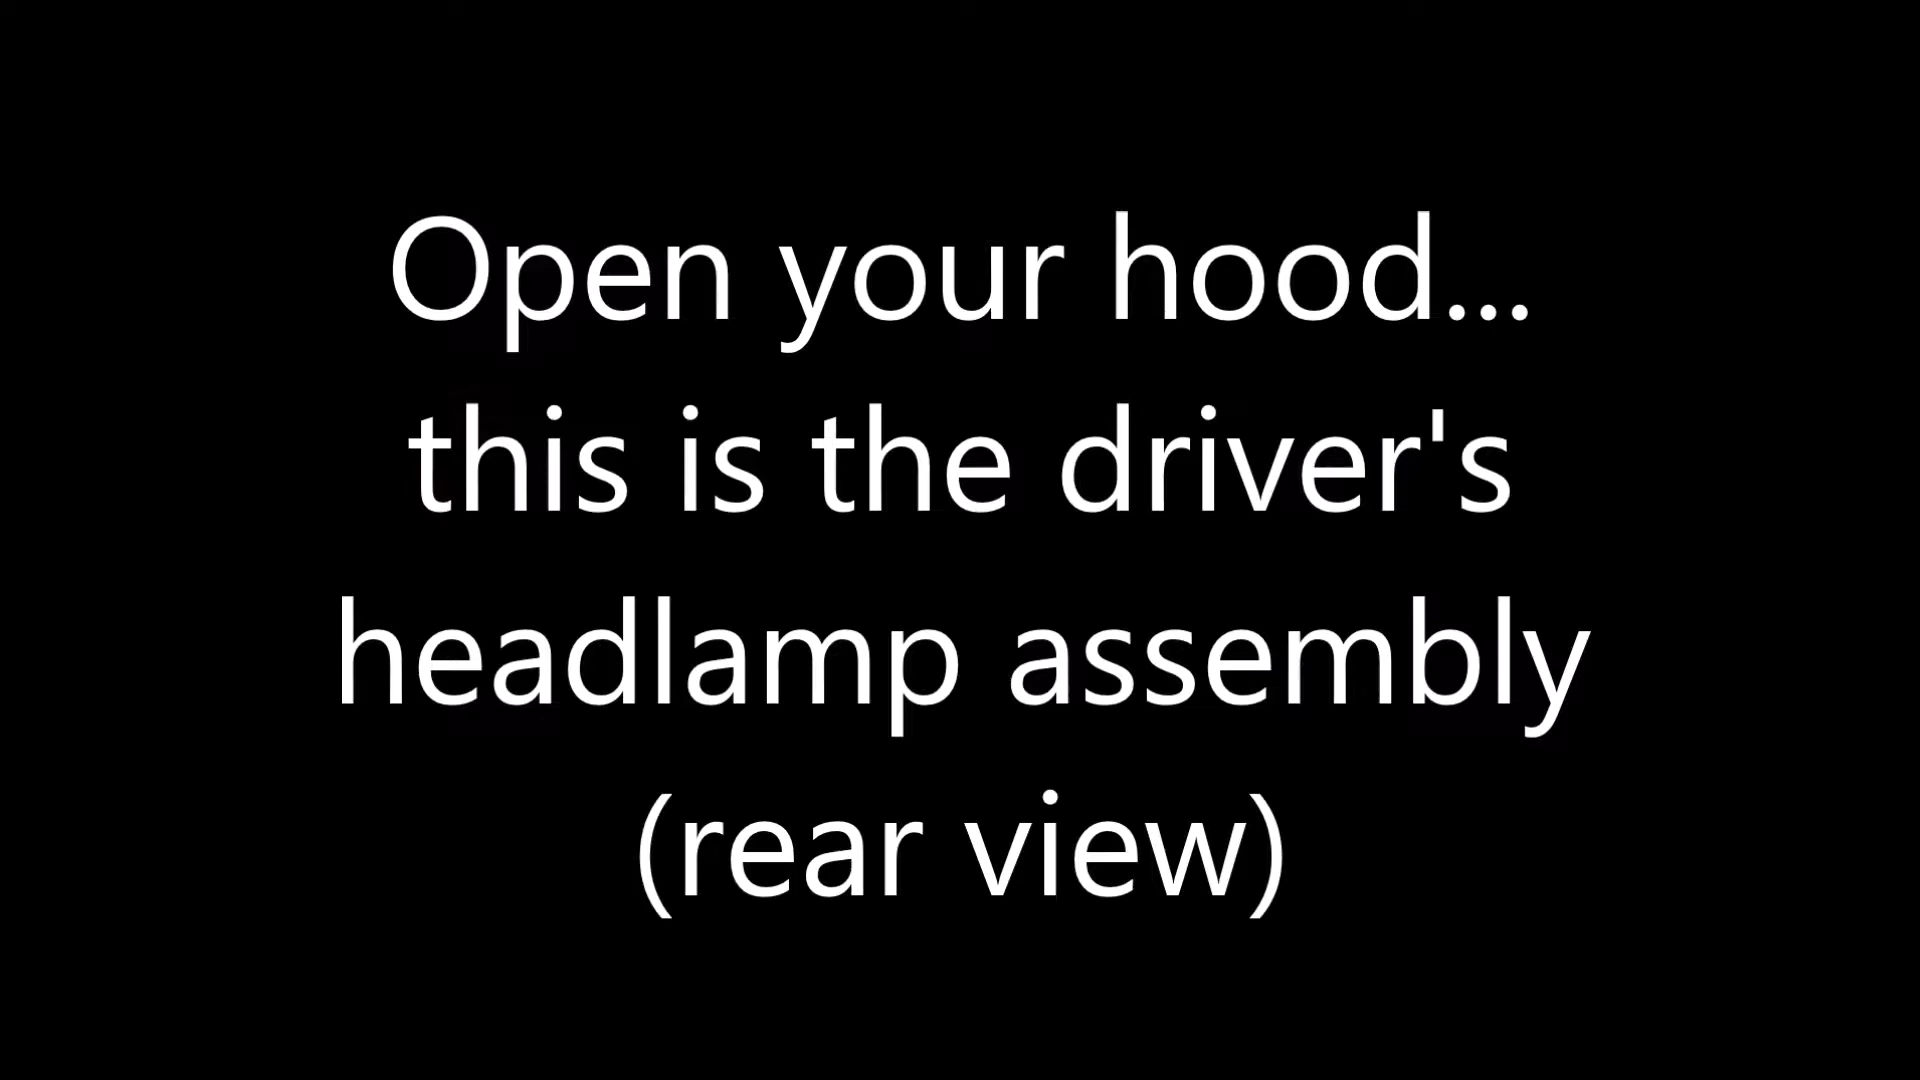 Open your hood...
this is the driver's
headlamp assembly
(rear view)